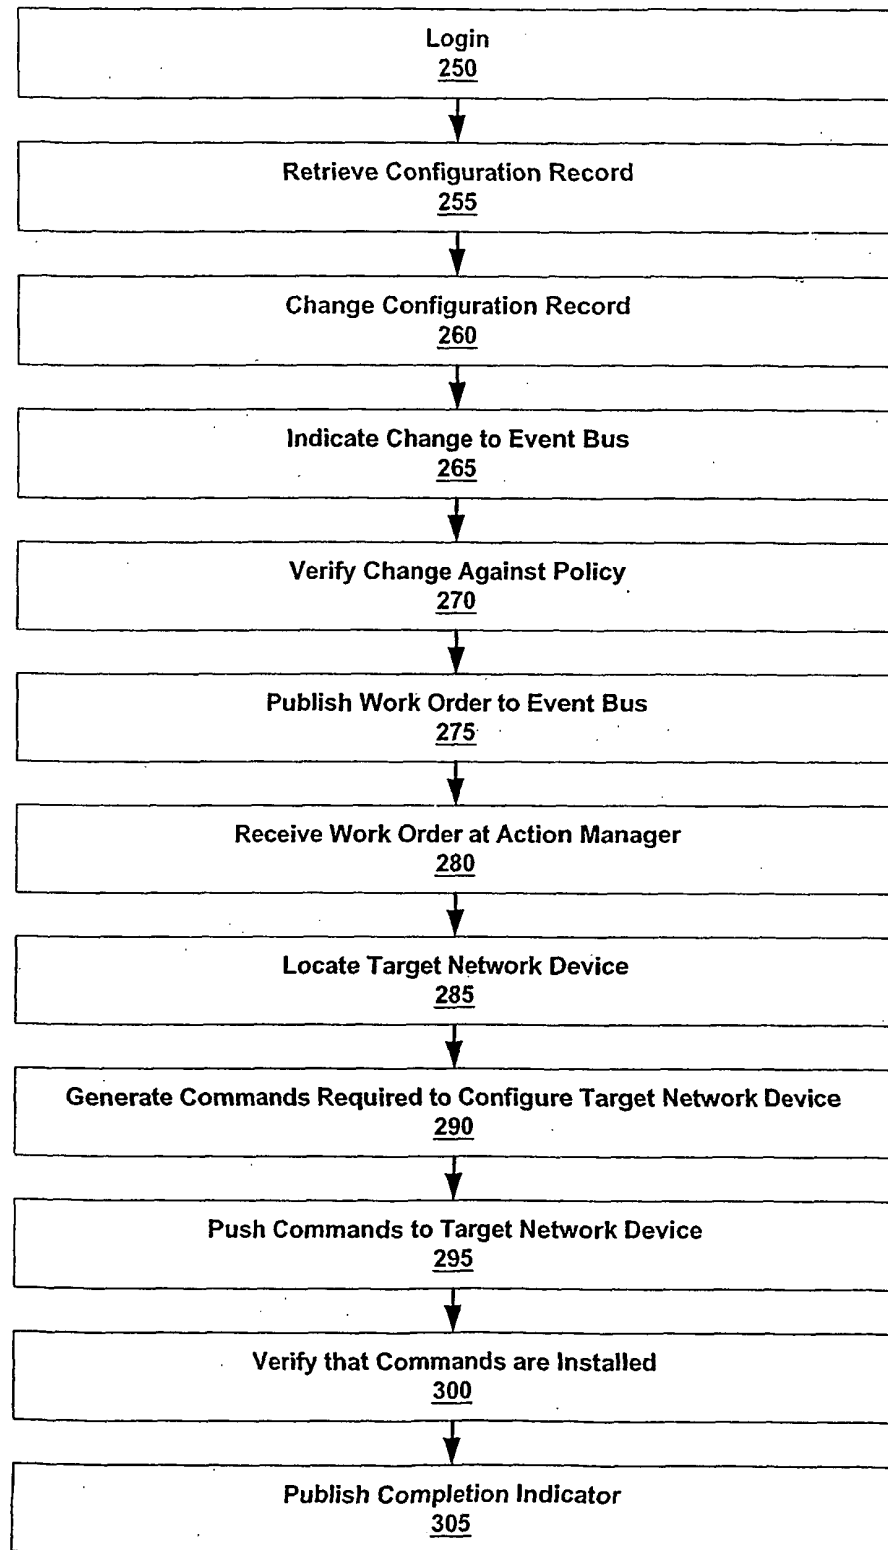 Login
250
Retrieve Configuration Record
255
Change Configuration Record
260
Indicate Change to Event Bus
265
Verify Change Against Policy
270
Publish Work Order to Event Bus
275
Receive Work Order at Action Manager
280
Locate Target Network Device
285
Generate Commands Required to Configure Target Network Device
290
Push Commands to Target Network Device
295
Verify that Commands are Installed
300
Publish Completion Indicator
305